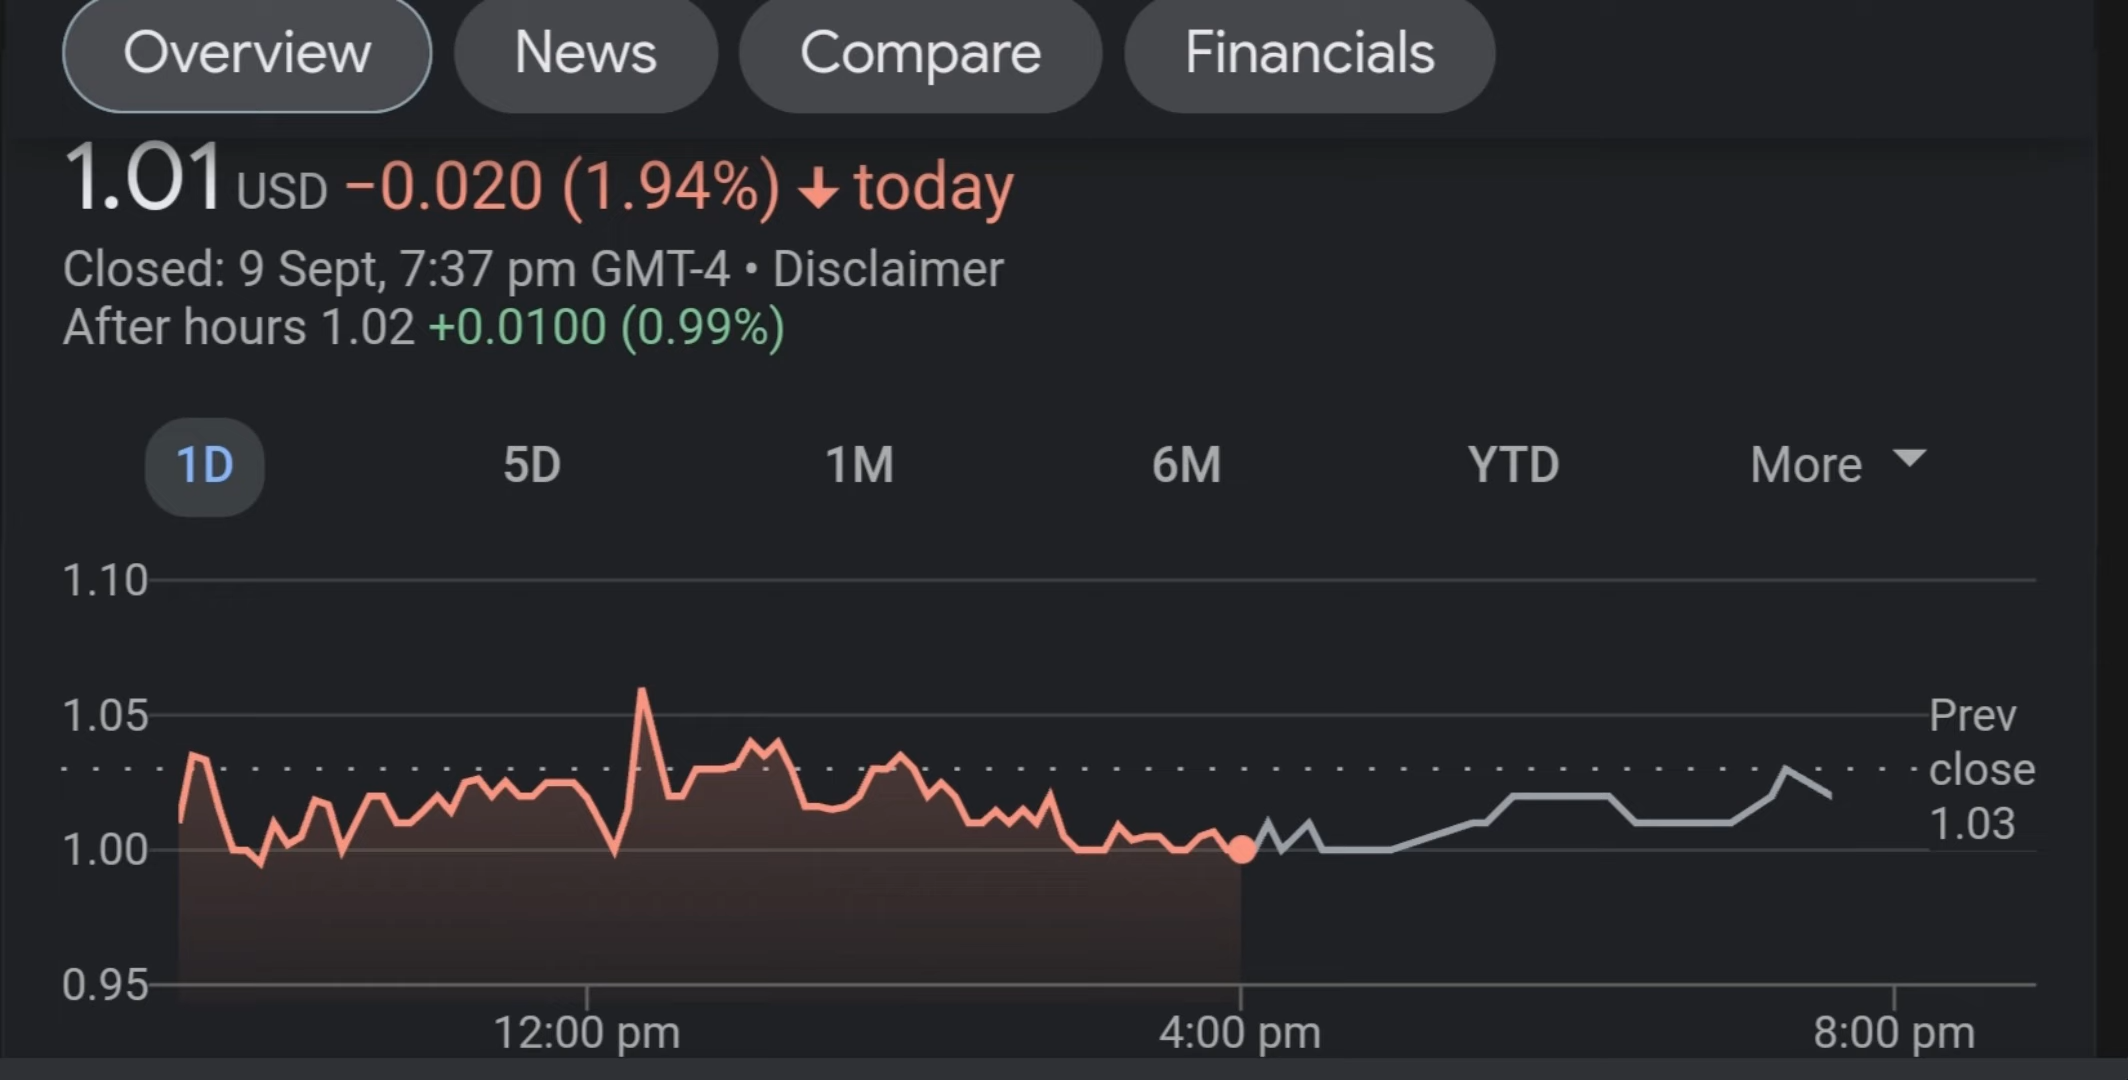 Overview News Compare Financials
1.01 USD −0.020 (1.94%) ↓ today
Closed: 9 Sept, 7:37 pm GMT-4 • Disclaimer
After hours 1.02 +0.0100 (0.99%)
1D 5D 1M 6M YTD More
1.10
1.05
1.00
0.95
Prev
close
1.03
12:00 pm 4:00 pm 8:00 pm